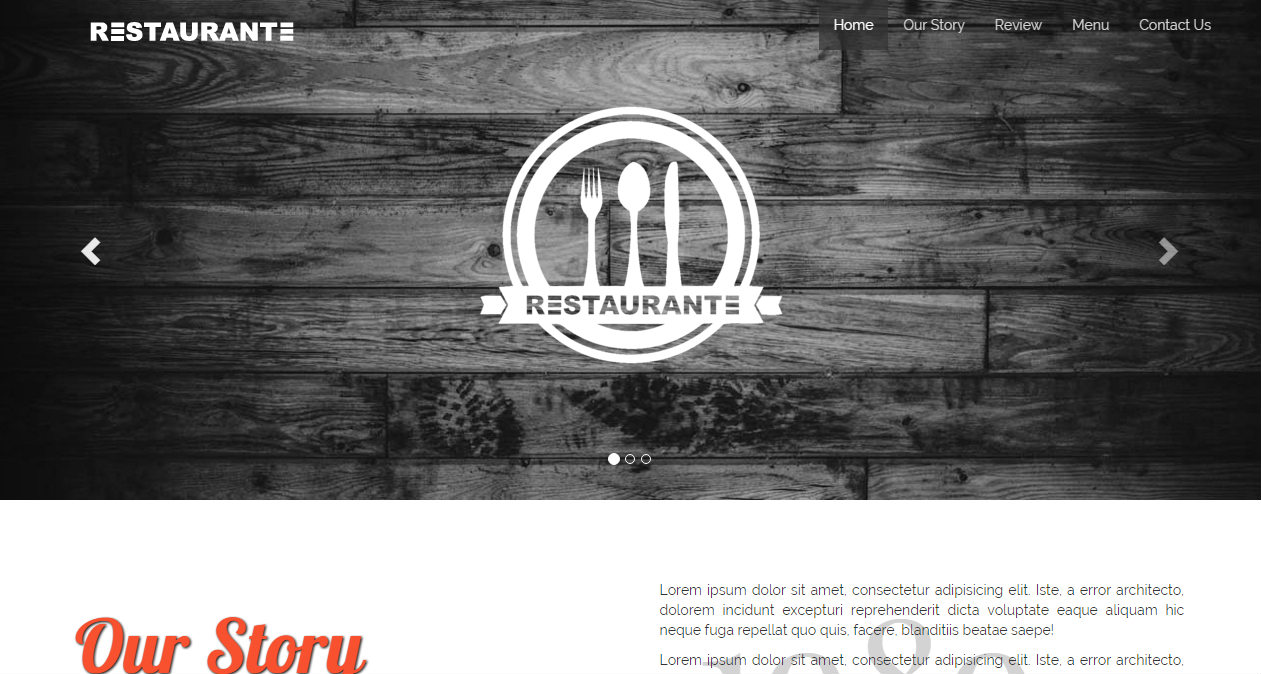 RESTAURANTE
Home Our Story Review Menu Contact Us
RESTAURANTE
Our Story
Lorem ipsum dolor sit amet, consectetur adipisicing elit. Iste, a error architecto,
dolorem incidunt excepturi reprehenderit dicta voluptate eaque aliquam hic
neque fuga repellat quo quis, facere, blanditiis beatae saepe!
Lorem ipsum dolor sit amet, consectetur adipisicing elit. Iste, a error architecto,